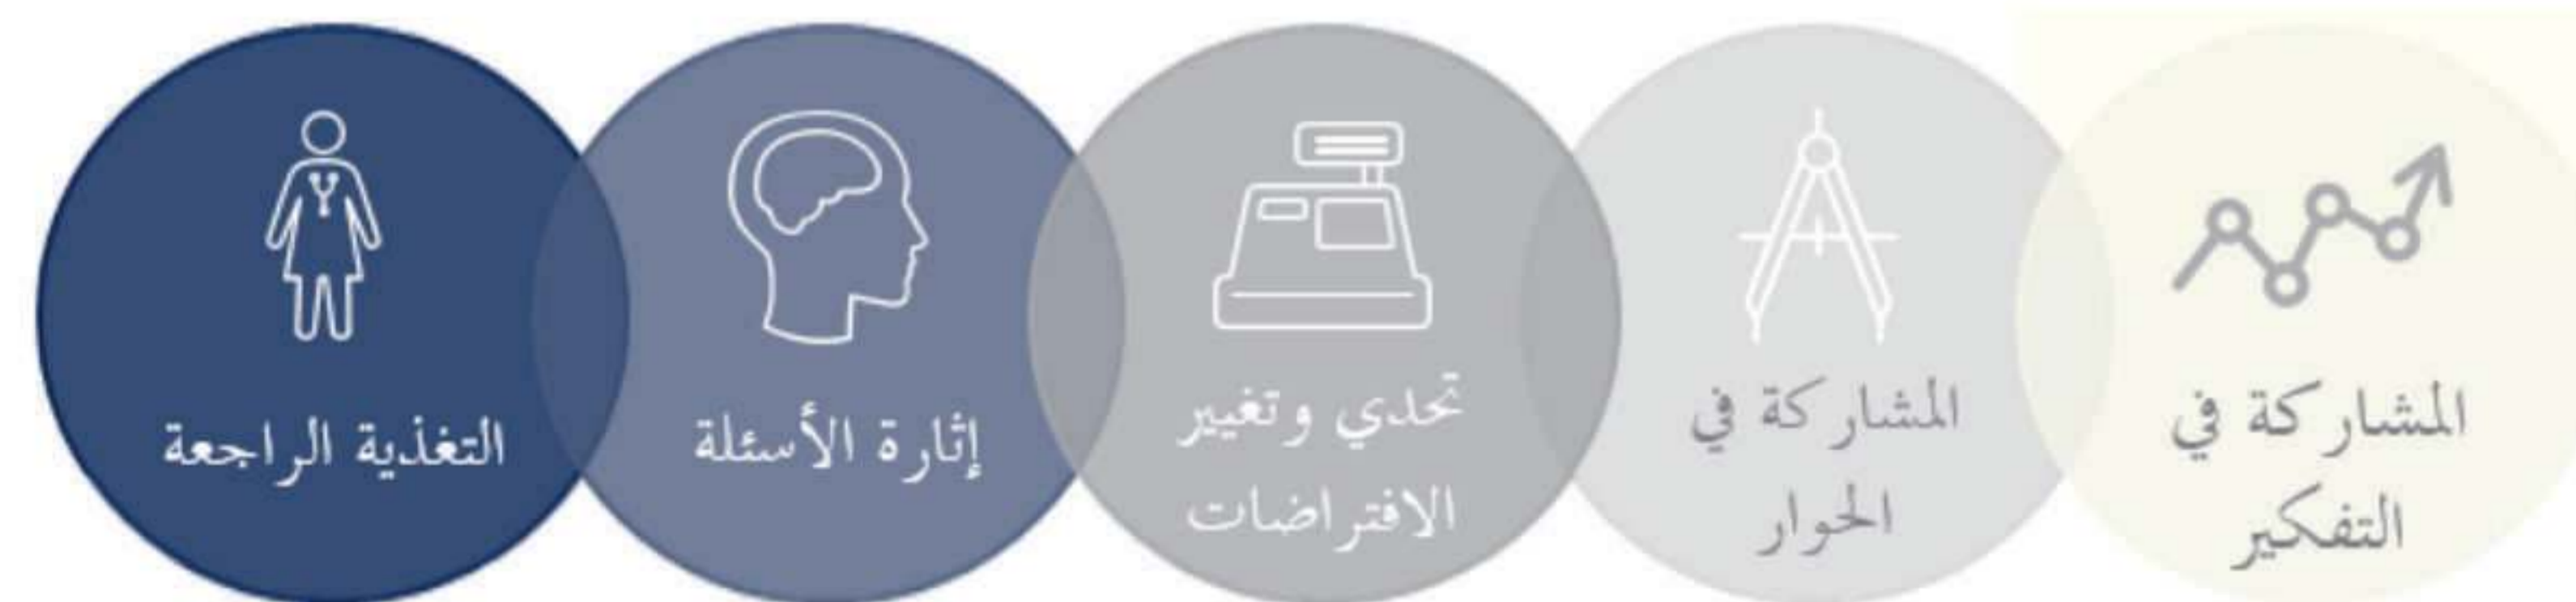 المشاركة في
التفكير
المشاركة في
الحوار
تحدي وتغيير
الافتراضات
إثارة الأسئلة
التغذية الراجعة